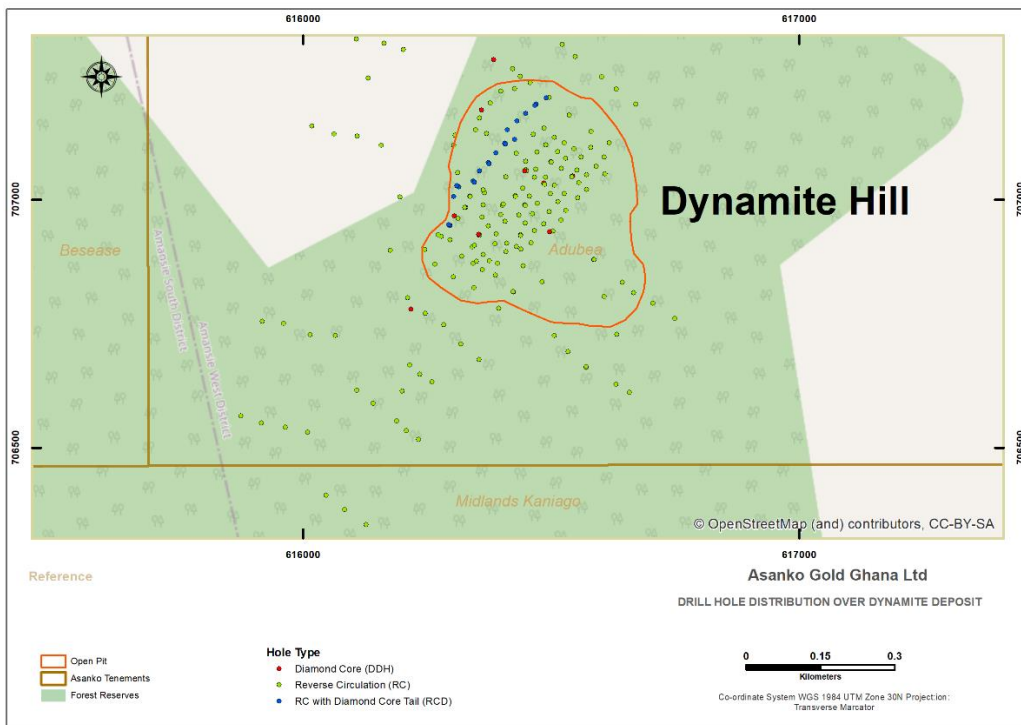 616000
617000
707000
707000
Dynamite Hill
Besease
Adubea
Amansie South District
Amansie West District
706500
706500
Midlands Kaniago
© OpenStreetMap (and) contributors, CC-BY-SA
616000
617000
Reference
Asanko Gold Ghana Ltd
DRILL HOLE DISTRIBUTION OVER DYNAMITE DEPOSIT
Open Pit
Asanko Tenements
Forest Reserves
Hole Type
Diamond Core (DDH)
Reverse Circulation (RC)
RC with Diamond Core Tail (RCD)
0 0.15 0.3
Kilometers
Co-ordinate System WGS 1984 UTM Zone 30N Projection:
Transverse Marcator